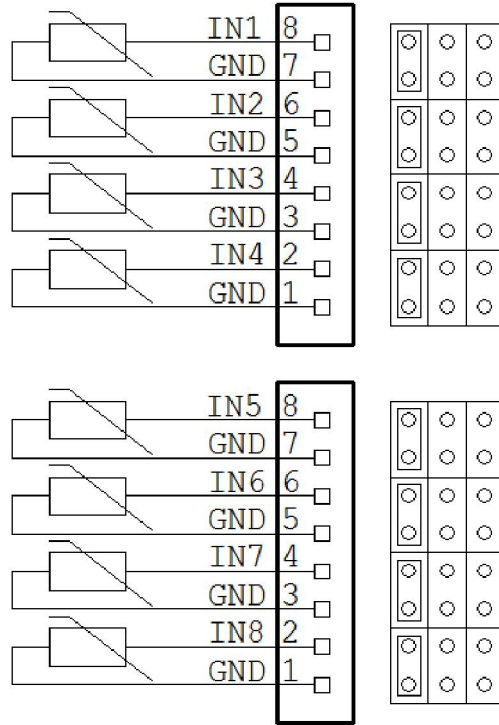 IN1 8
GND 7
IN2 6
GND 5
IN3 4
GND 3
IN4 2
GND 1
IN5 8
GND 7
IN6 6
GND 5
IN7 4
GND 3
IN8 2
GND 1